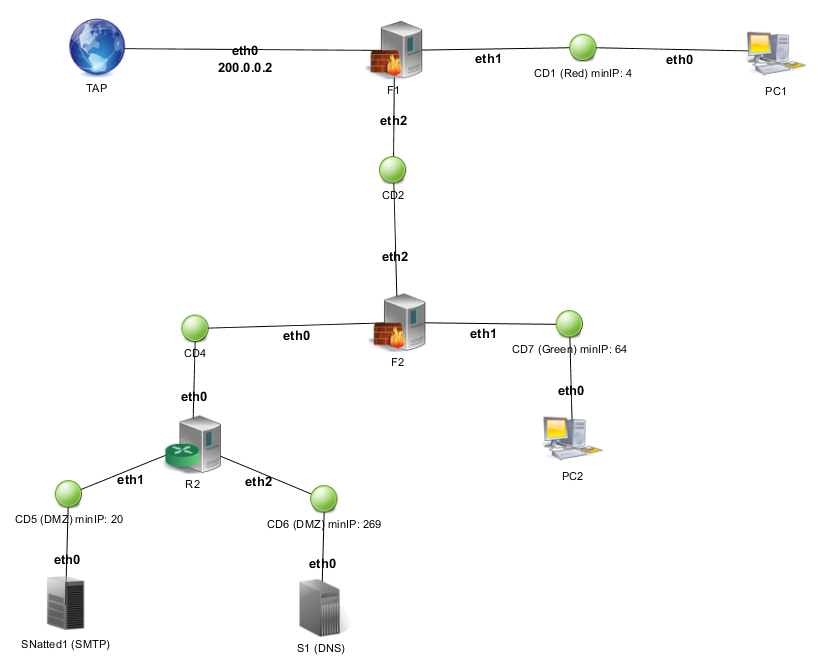 eth0
200.0.0.2
TAP
F1
eth1
CD1 (Red) minIP: 4
eth0
PC1
eth2
CD2
eth2
CD4
eth0
F2
eth1
CD7 (Green) minIP: 64
eth0
eth0
R2
PC2
eth1
eth2
CD5 (DMZ) minIP: 20
CD6 (DMZ) minIP: 269
eth0
eth0
SNatted1 (SMTP)
S1 (DNS)